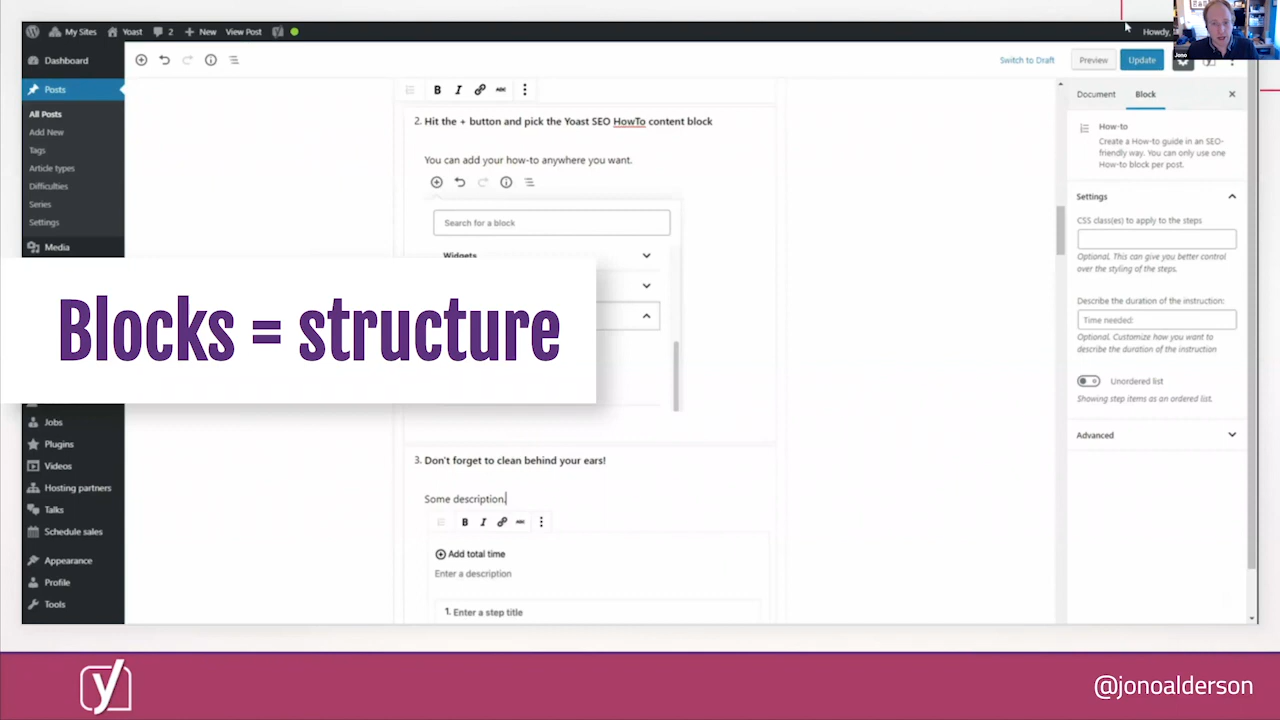 My Sites
Yoast
2
New
View Post
Howdy,
Jono
Dashboard
Posts
All Posts
Add New
Tags
Article types
Difficulties
Series
Settings
Media
Jobs
Plugins
Videos
Hosting partners
Talks
Schedule sales
Appearance
Profile
Tools
Switch to Draft
Preview
Update
B I ABC
2. Hit the + button and pick the Yoast SEO HowTo content block
You can add your how-to anywhere you want.
Search for a block
Widgets
Blocks = structure
3. Don't forget to clean behind your ears!
Some description.
B I ABC
Add total time
Enter a description
1. Enter a step title
Document
Block
How-to
Create a How-to guide in an SEO-
friendly way. You can only use one
How-to block per post.
Settings
CSS class(es) to apply to the steps
Optional. This can give you better control
over the styling of the steps.
Describe the duration of the instruction:
Time needed:
Optional. Customize how you want to
describe the duration of the instruction
Unordered list
Showing step items as an ordered list.
Advanced
y
@jonoalderson